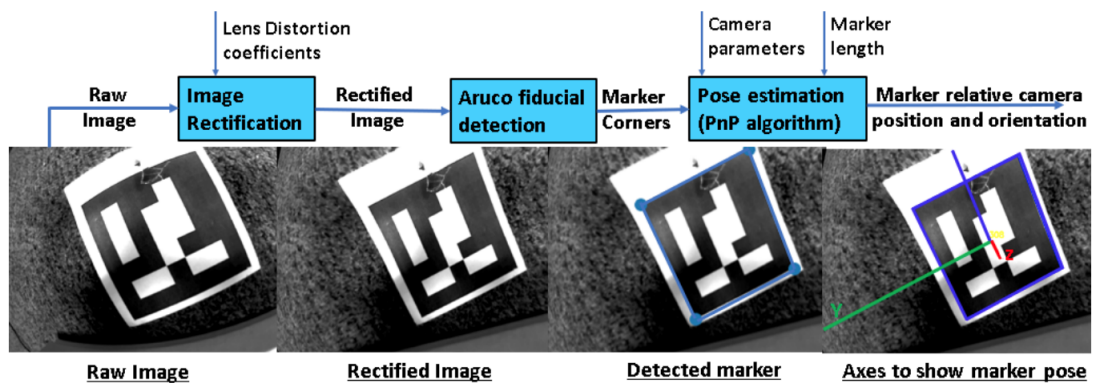 Lens Distortion
coefficients
Camera
parameters
Marker
length
Raw
Image
Image
Rectification
Rectified
Image
Aruco fiducial
detection
Marker
Corners
Pose estimation
(PnP algorithm)
Marker relative camera
position and orientation
Y
Z
Raw Image
Rectified Image
Detected marker
Axes to show marker pose